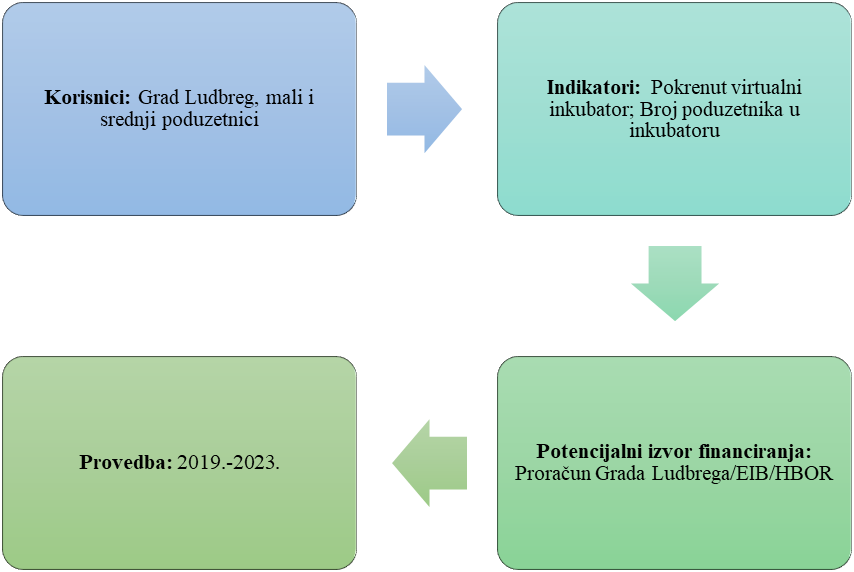 Korisnici: Grad Ludbreg, mali i
srednji poduzetnici
Indikatori: Pokrenut virtualni
inkubator; Broj poduzetnika u
inkubatoru
Potencijalni izvor financiranja:
Proračun Grada Ludbrega/EIB/HBOR
Provedba: 2019.-2023.